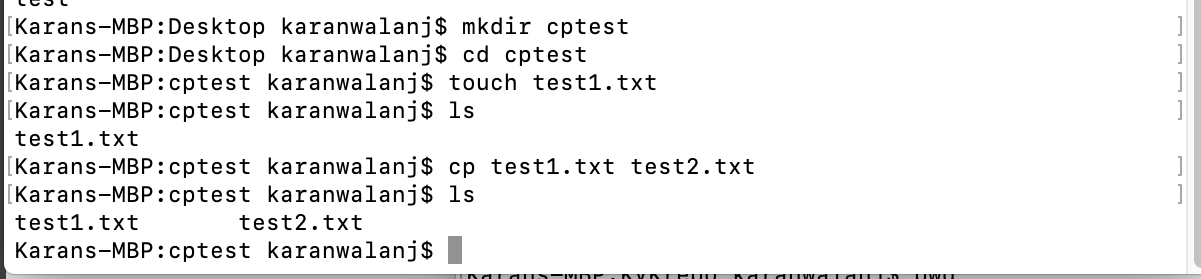 test
[Karans-MBP:Desktop karanwalanj$ mkdir cptest ]
[Karans-MBP:Desktop karanwalanj$ cd cptest ]
[Karans-MBP:cptest karanwalanj$ touch test1.txt ]
[Karans-MBP:cptest karanwalanj$ ls ]
test1.txt
[Karans-MBP:cptest karanwalanj$ cp test1.txt test2.txt ]
[Karans-MBP:cptest karanwalanj$ ls ]
test1.txt test2.txt
Karans-MBP:cptest karanwalanj$